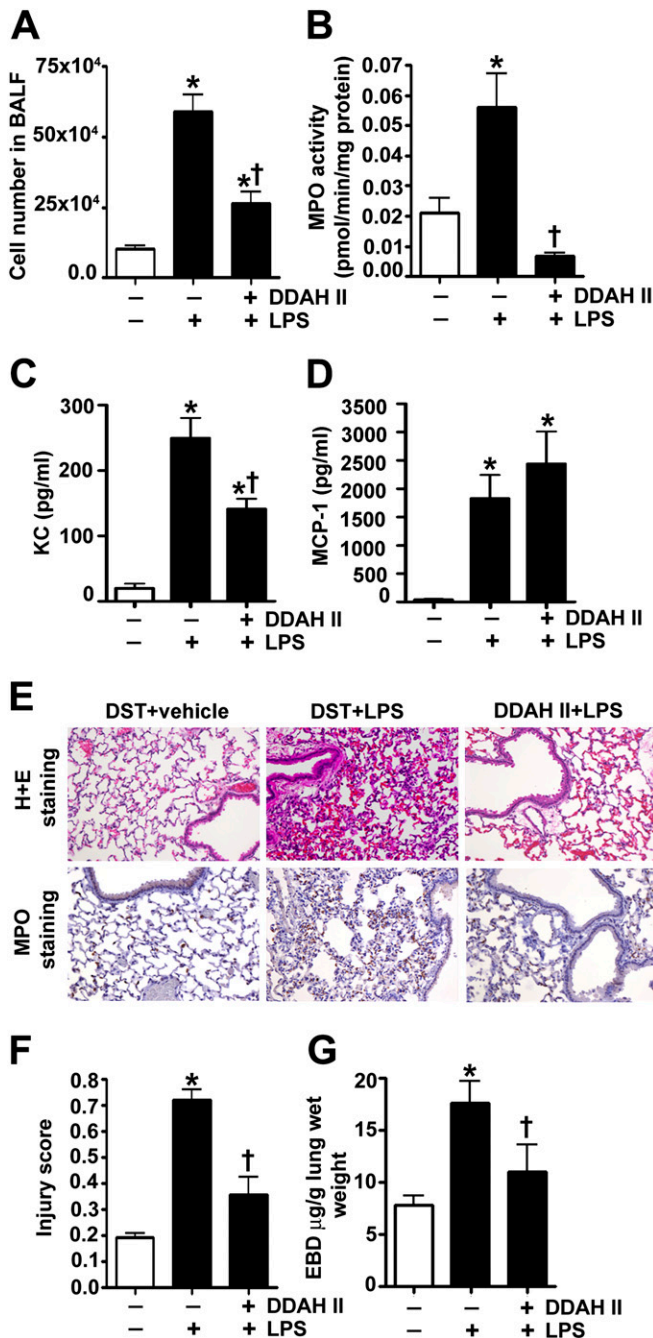 A
75x10⁴
50x10⁴
25x10⁴
0.0
Cell number in BALF
*
*†
– – + DDAH II
– + + LPS
B
0.07
0.06
0.05
0.04
0.03
0.02
0.01
0.00
MPO activity
(pmol/min/mg protein)
*
†
– – + DDAH II
– + + LPS
C
300
200
100
0
KC (pg/ml)
*
*†
– – + DDAH II
– + + LPS
D
3500
3000
2500
2000
1500
1000
500
0
MCP-1 (pg/ml)
*
*
– – + DDAH II
– + + LPS
E
DST+vehicle DST+LPS DDAH II+LPS
H+E
staining
MPO
staining
F
0.8
0.7
0.6
0.5
0.4
0.3
0.2
0.1
0.0
Injury score
*
†
– – + DDAH II
– + + LPS
G
20
15
10
5
0
EBD µg/g lung wet
weight
*
†
– – + DDAH II
– + + LPS